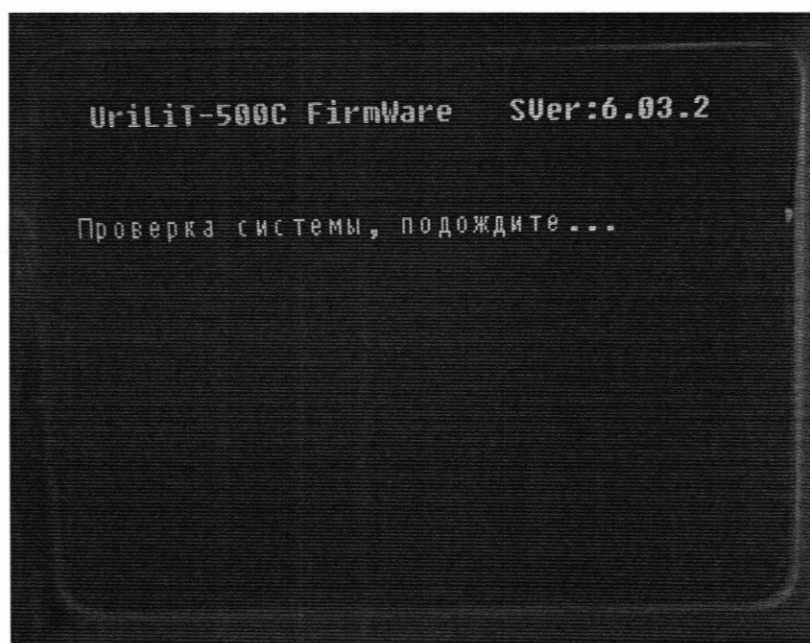 UriLiT-500C FirmWare SVer:6.03.2
Проверка системы, подождите...